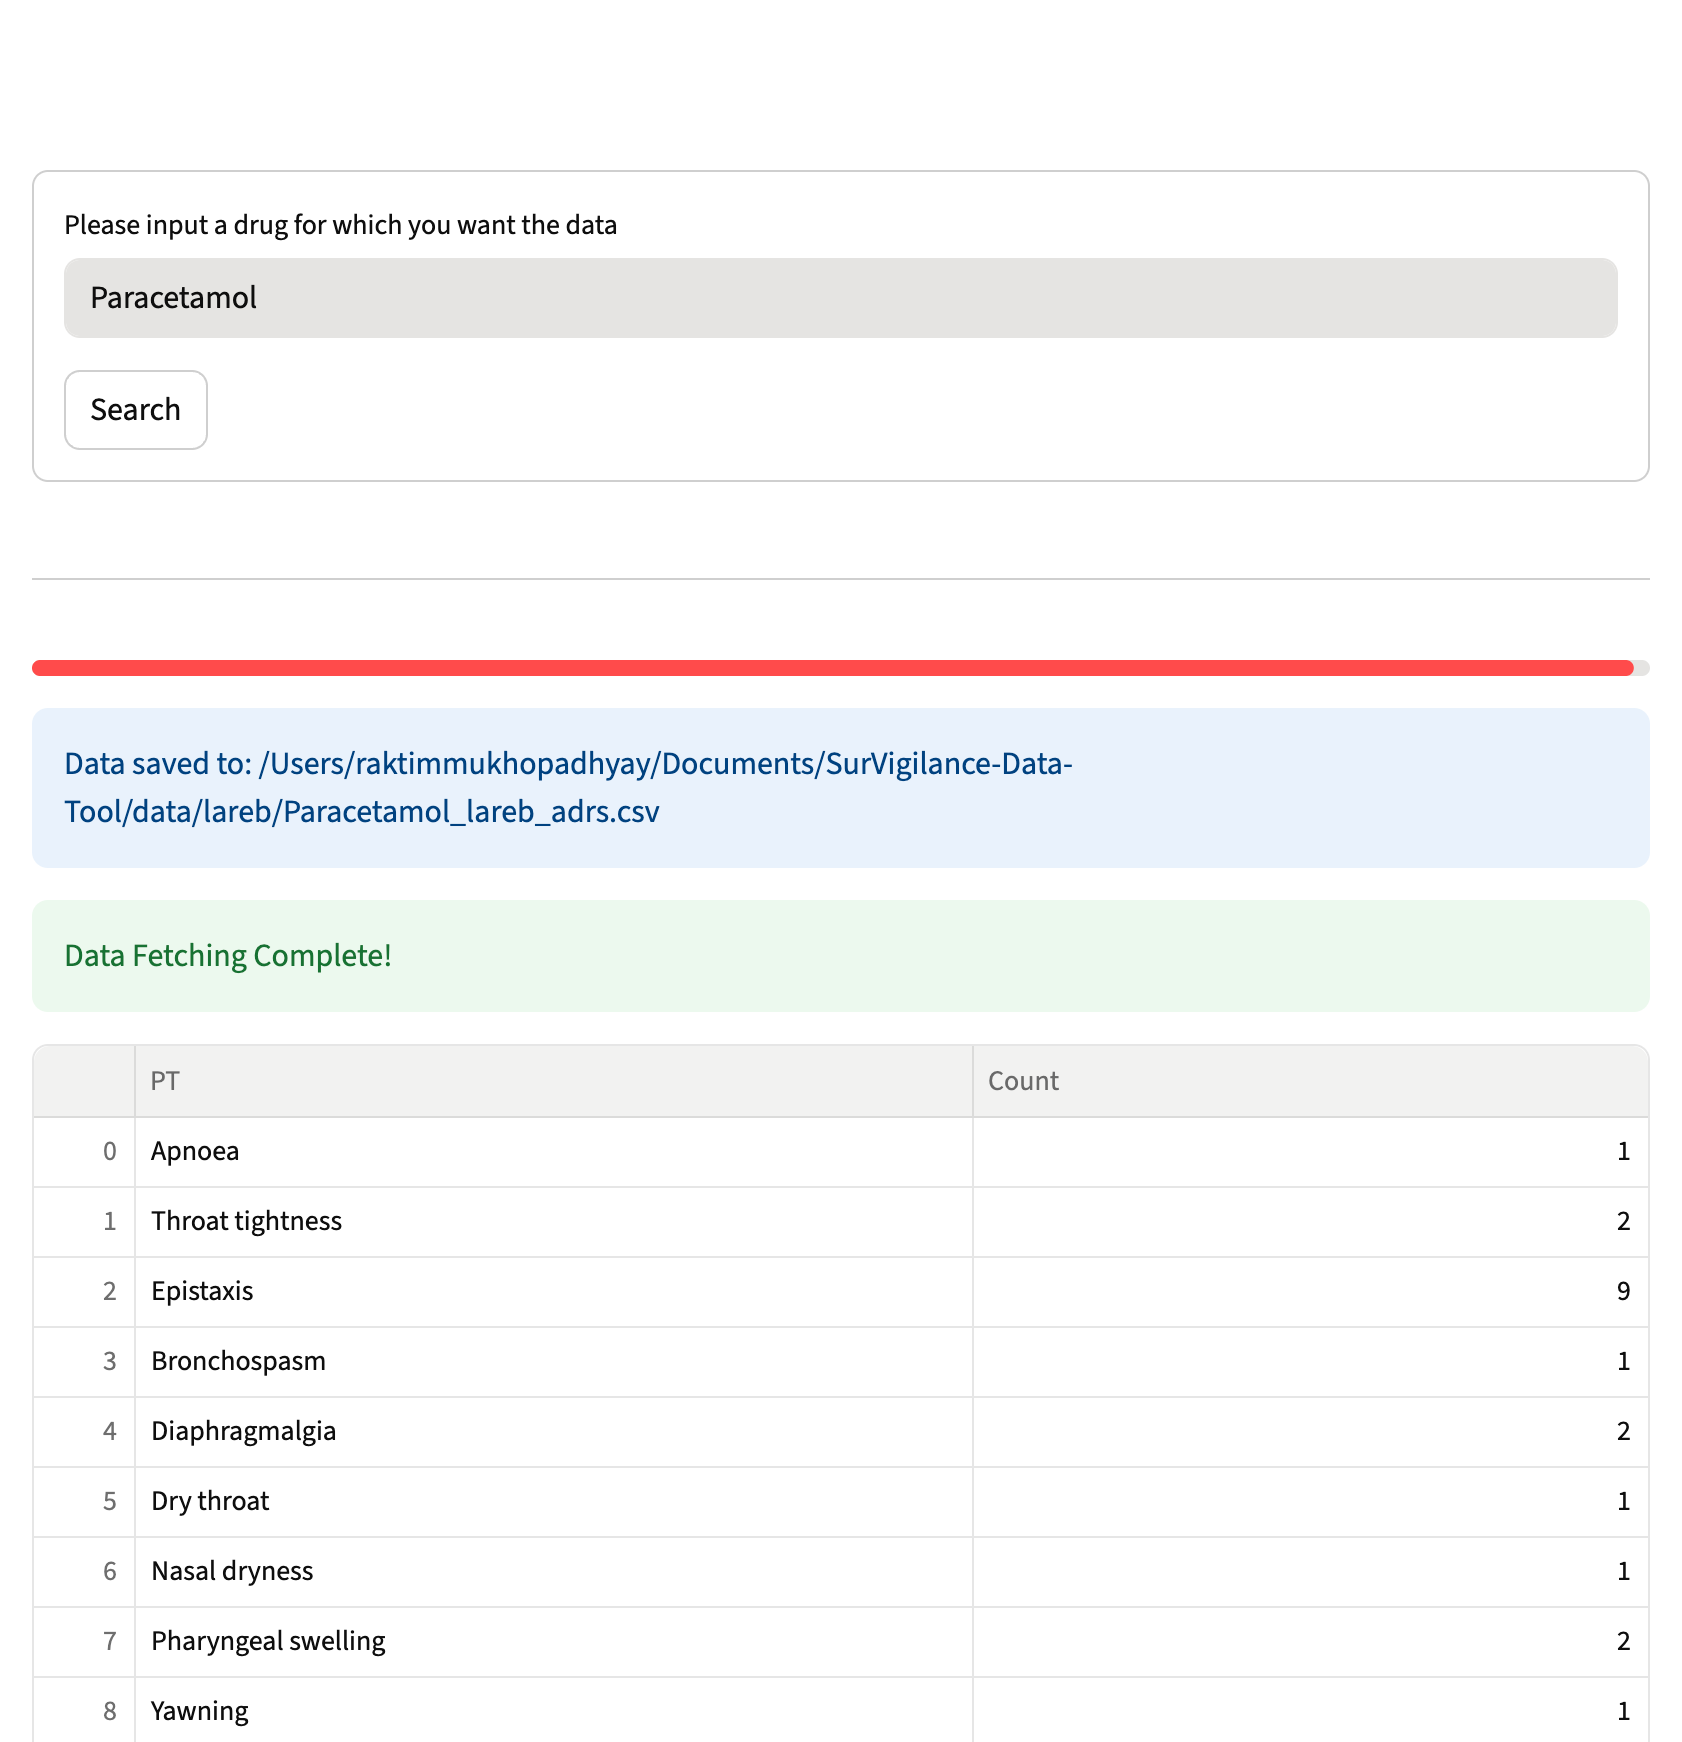 Please input a drug for which you want the data
Paracetamol
Search
Data saved to: /Users/raktimmukhopadhyay/Documents/SurVigilance-Data-
Tool/data/lareb/Paracetamol_lareb_adrs.csv
Data Fetching Complete!
PT Count
0 Apnoea 1
1 Throat tightness 2
2 Epistaxis 9
3 Bronchospasm 1
4 Diaphragmalgia 2
5 Dry throat 1
6 Nasal dryness 1
7 Pharyngeal swelling 2
8 Yawning 1